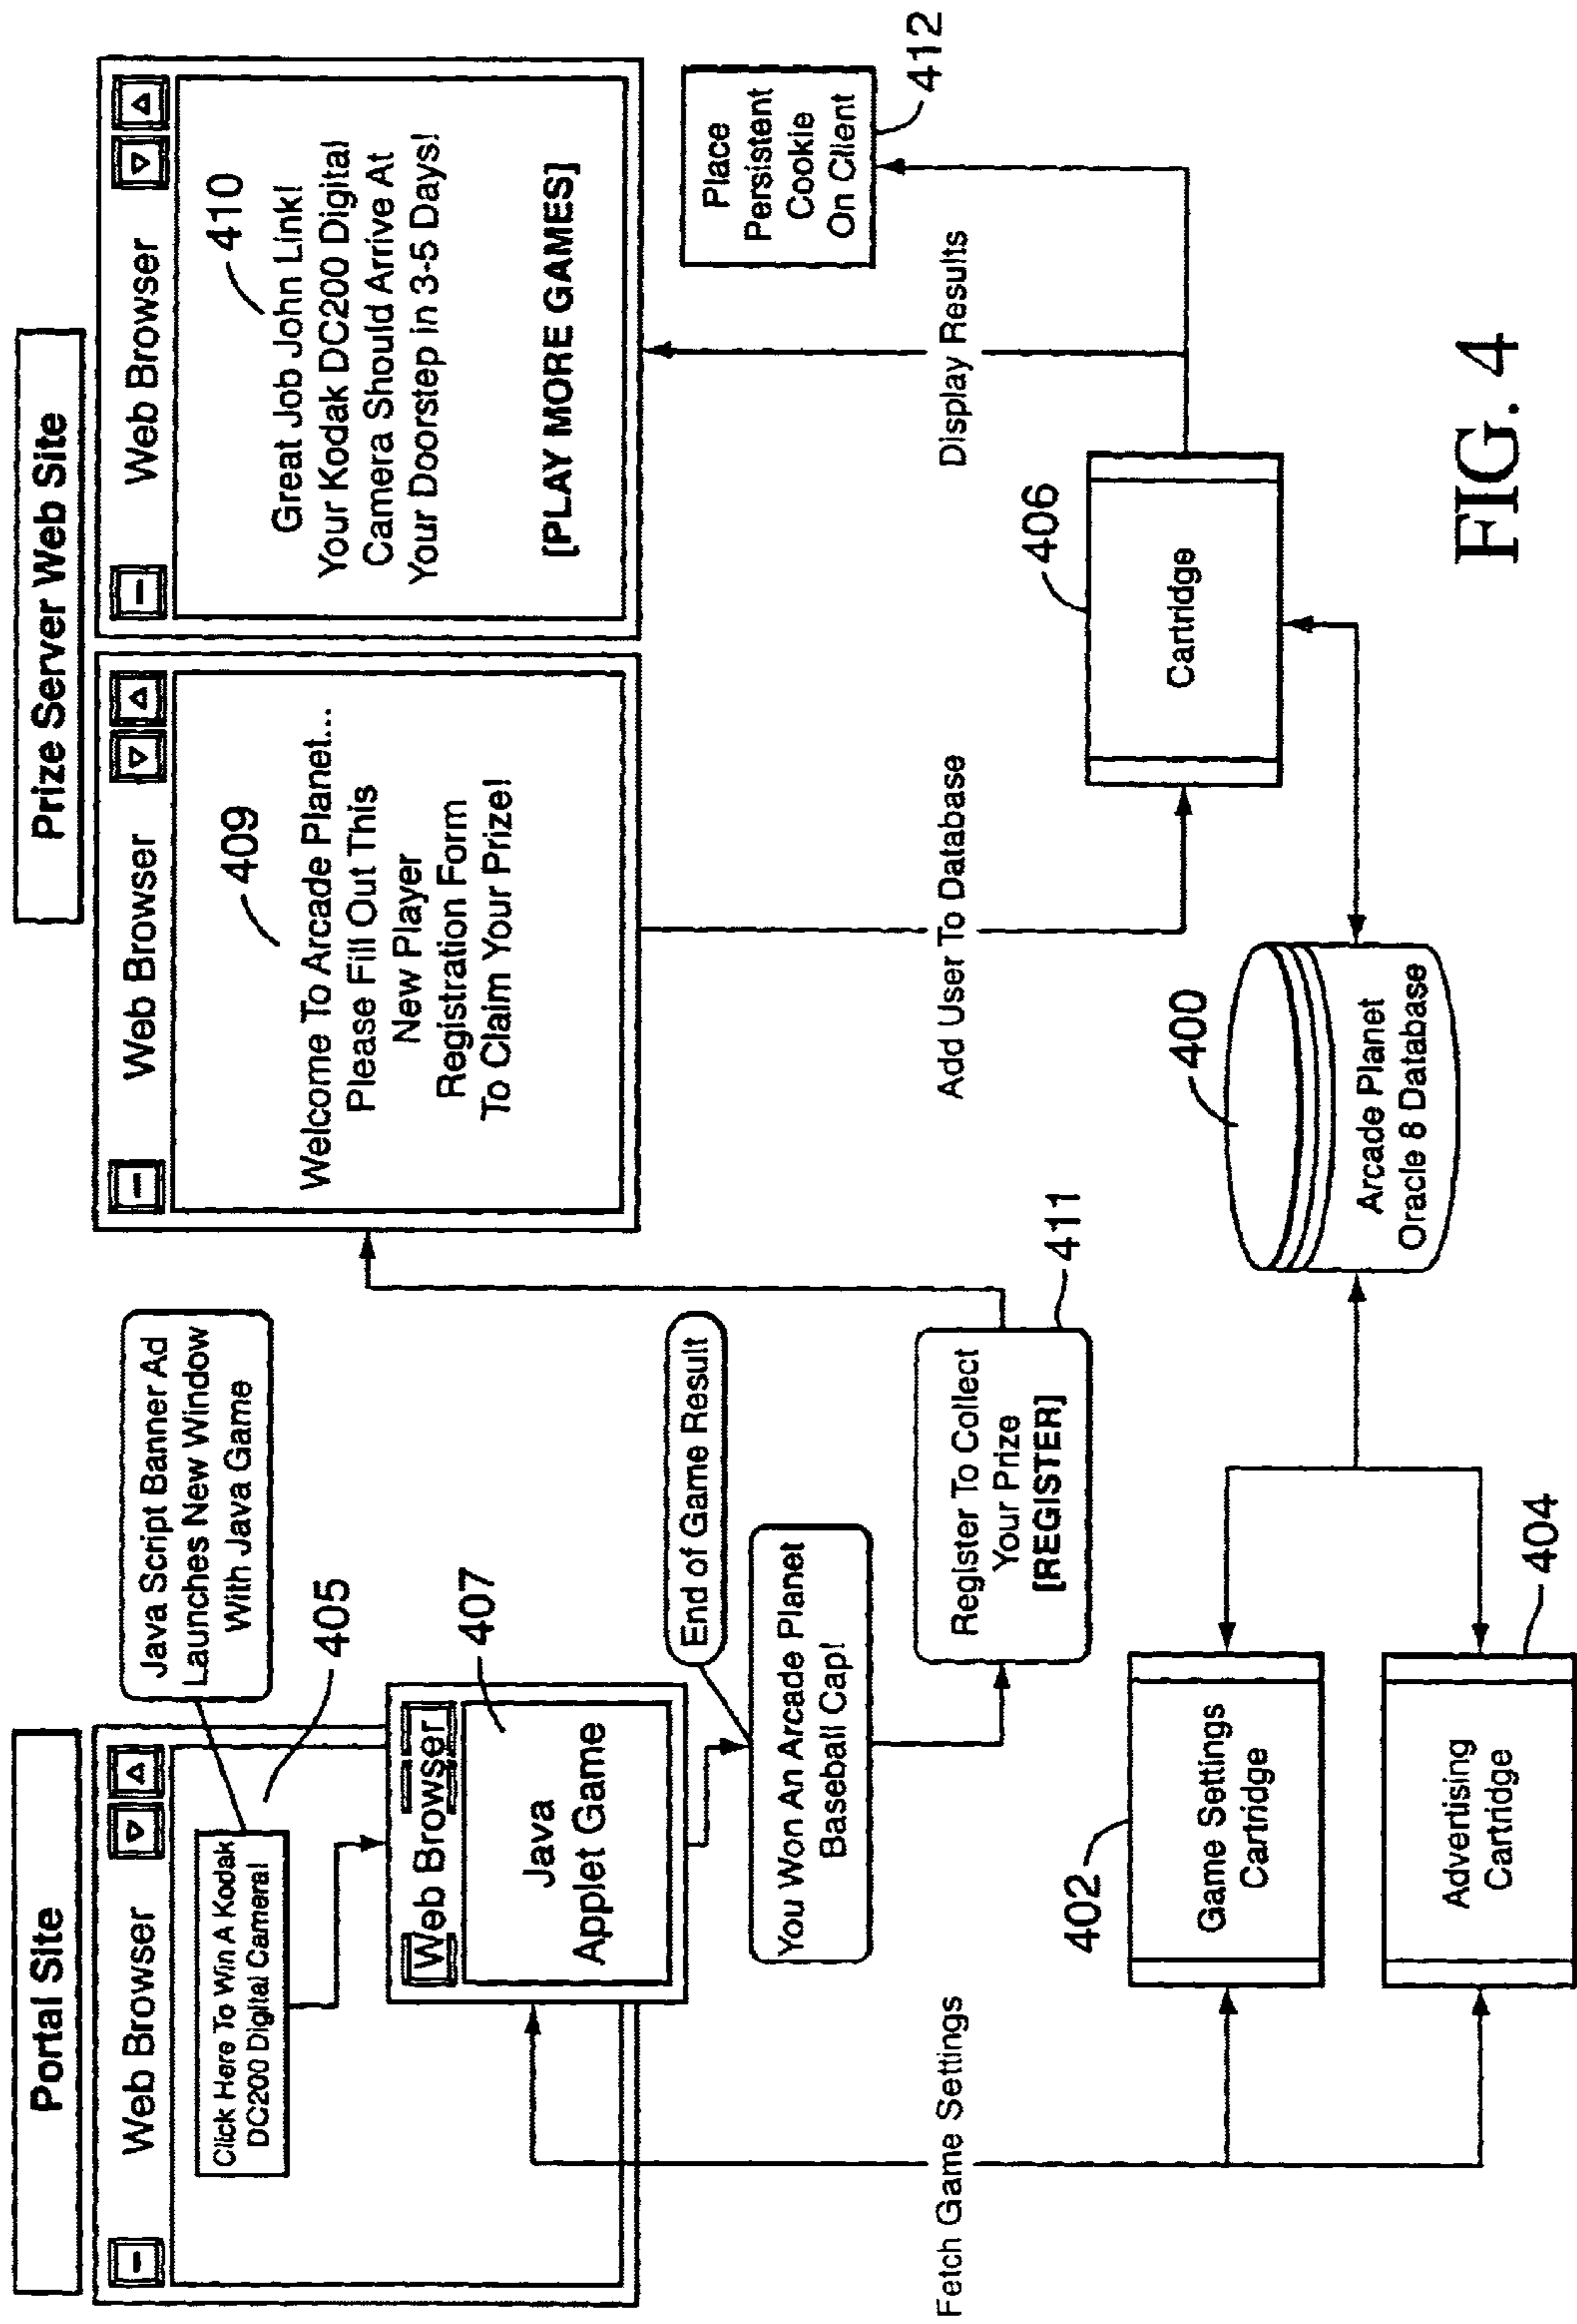 Portal Site
Web Browser
Click Here To Win A Kodak
DC200 Digital Camera!
405
Java Script Banner Ad
Launches New Window
With Java Game
Web Browser
407
Java
Applet Game
End of Game Result
You Won An Arcade Planet
Baseball Cap!
Register To Collect
Your Prize
[REGISTER]
411
Prize Server Web Site
Web Browser
409
Welcome To Arcade Planet...
Please Fill Out This
New Player
Registration Form
To Claim Your Prize!
Web Browser
410
Great Job John Link!
Your Kodak DC200 Digital
Camera Should Arrive At
Your Doorstep in 3-5 Days!
[PLAY MORE GAMES]
Place
Persistent
Cookie
On Client
412
Fetch Game Settings
Add User To Database
Display Results
402
Game Settings
Cartridge
Advertising
Cartridge
404
400
Arcade Planet
Oracle 8 Database
406
Cartridge
FIG. 4